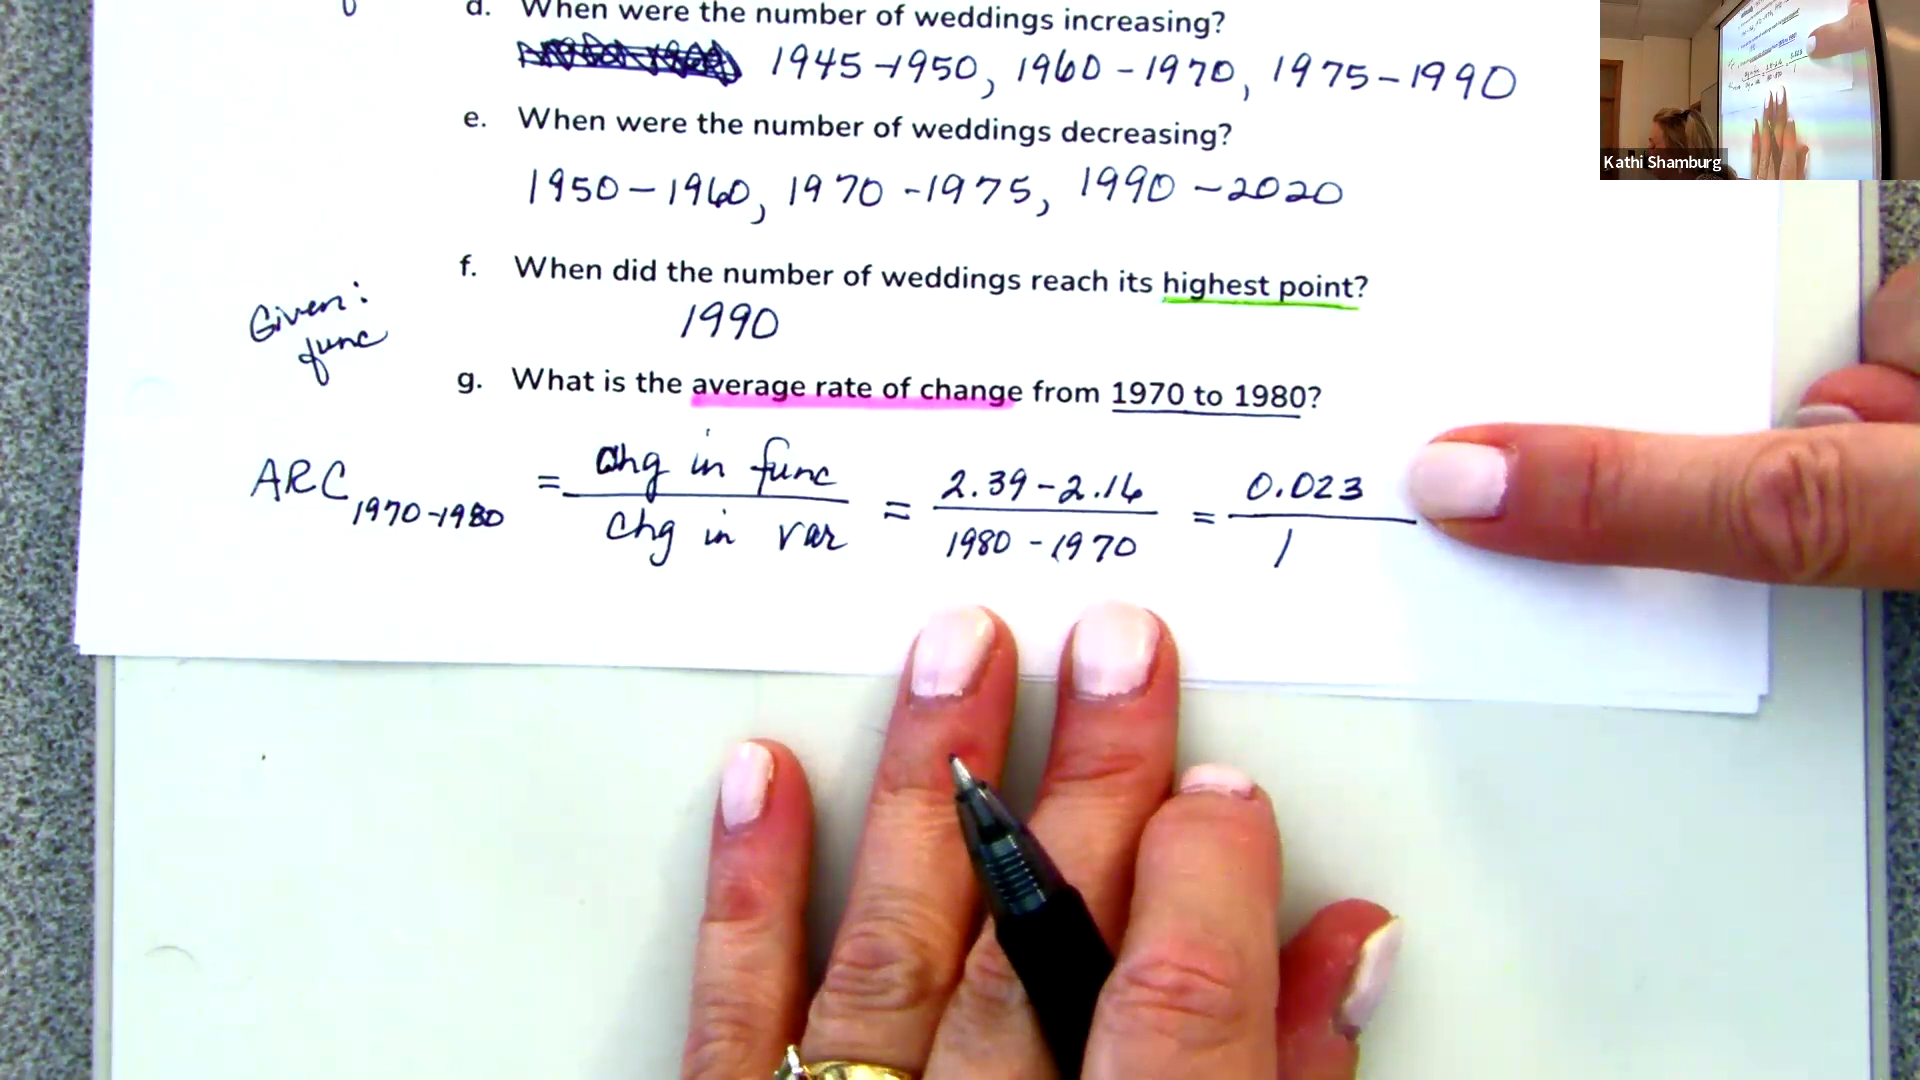 d. When were the number of weddings increasing?
1945-1950, 1960-1970, 1975-1990
e. When were the number of weddings decreasing?
1950-1960, 1970-1975, 1990-2020
f. When did the number of weddings reach its highest point?
1990
Given:
func
g. What is the average rate of change from 1970 to 1980?
ARC 1970-1980 = chg in func / chg in var = 2.39-2.16 / 1980-1970 = 0.023 / 1
Kathi Shamburg